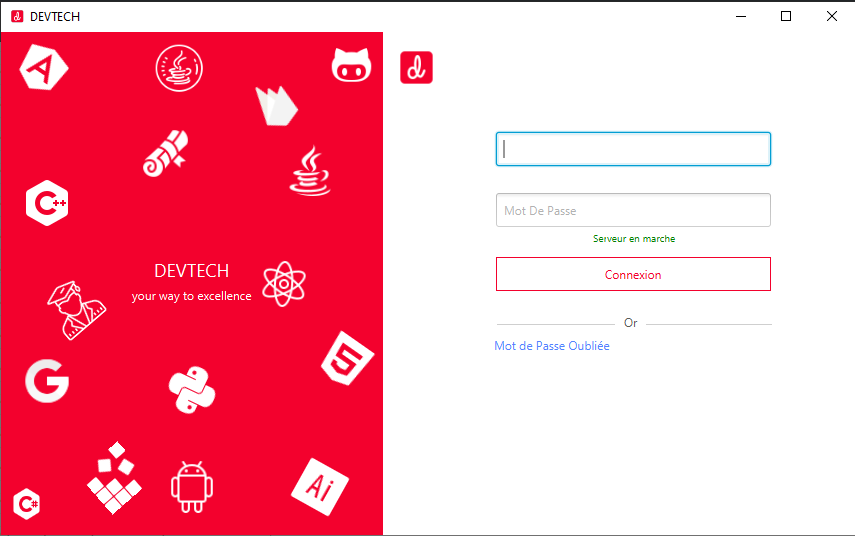 DEVTECH
A
C++
DEVTECH
your way to excellence
5
G
Ai
C#
d
Mot De Passe
Serveur en marche
Connexion
Or
Mot de Passe Oubliée